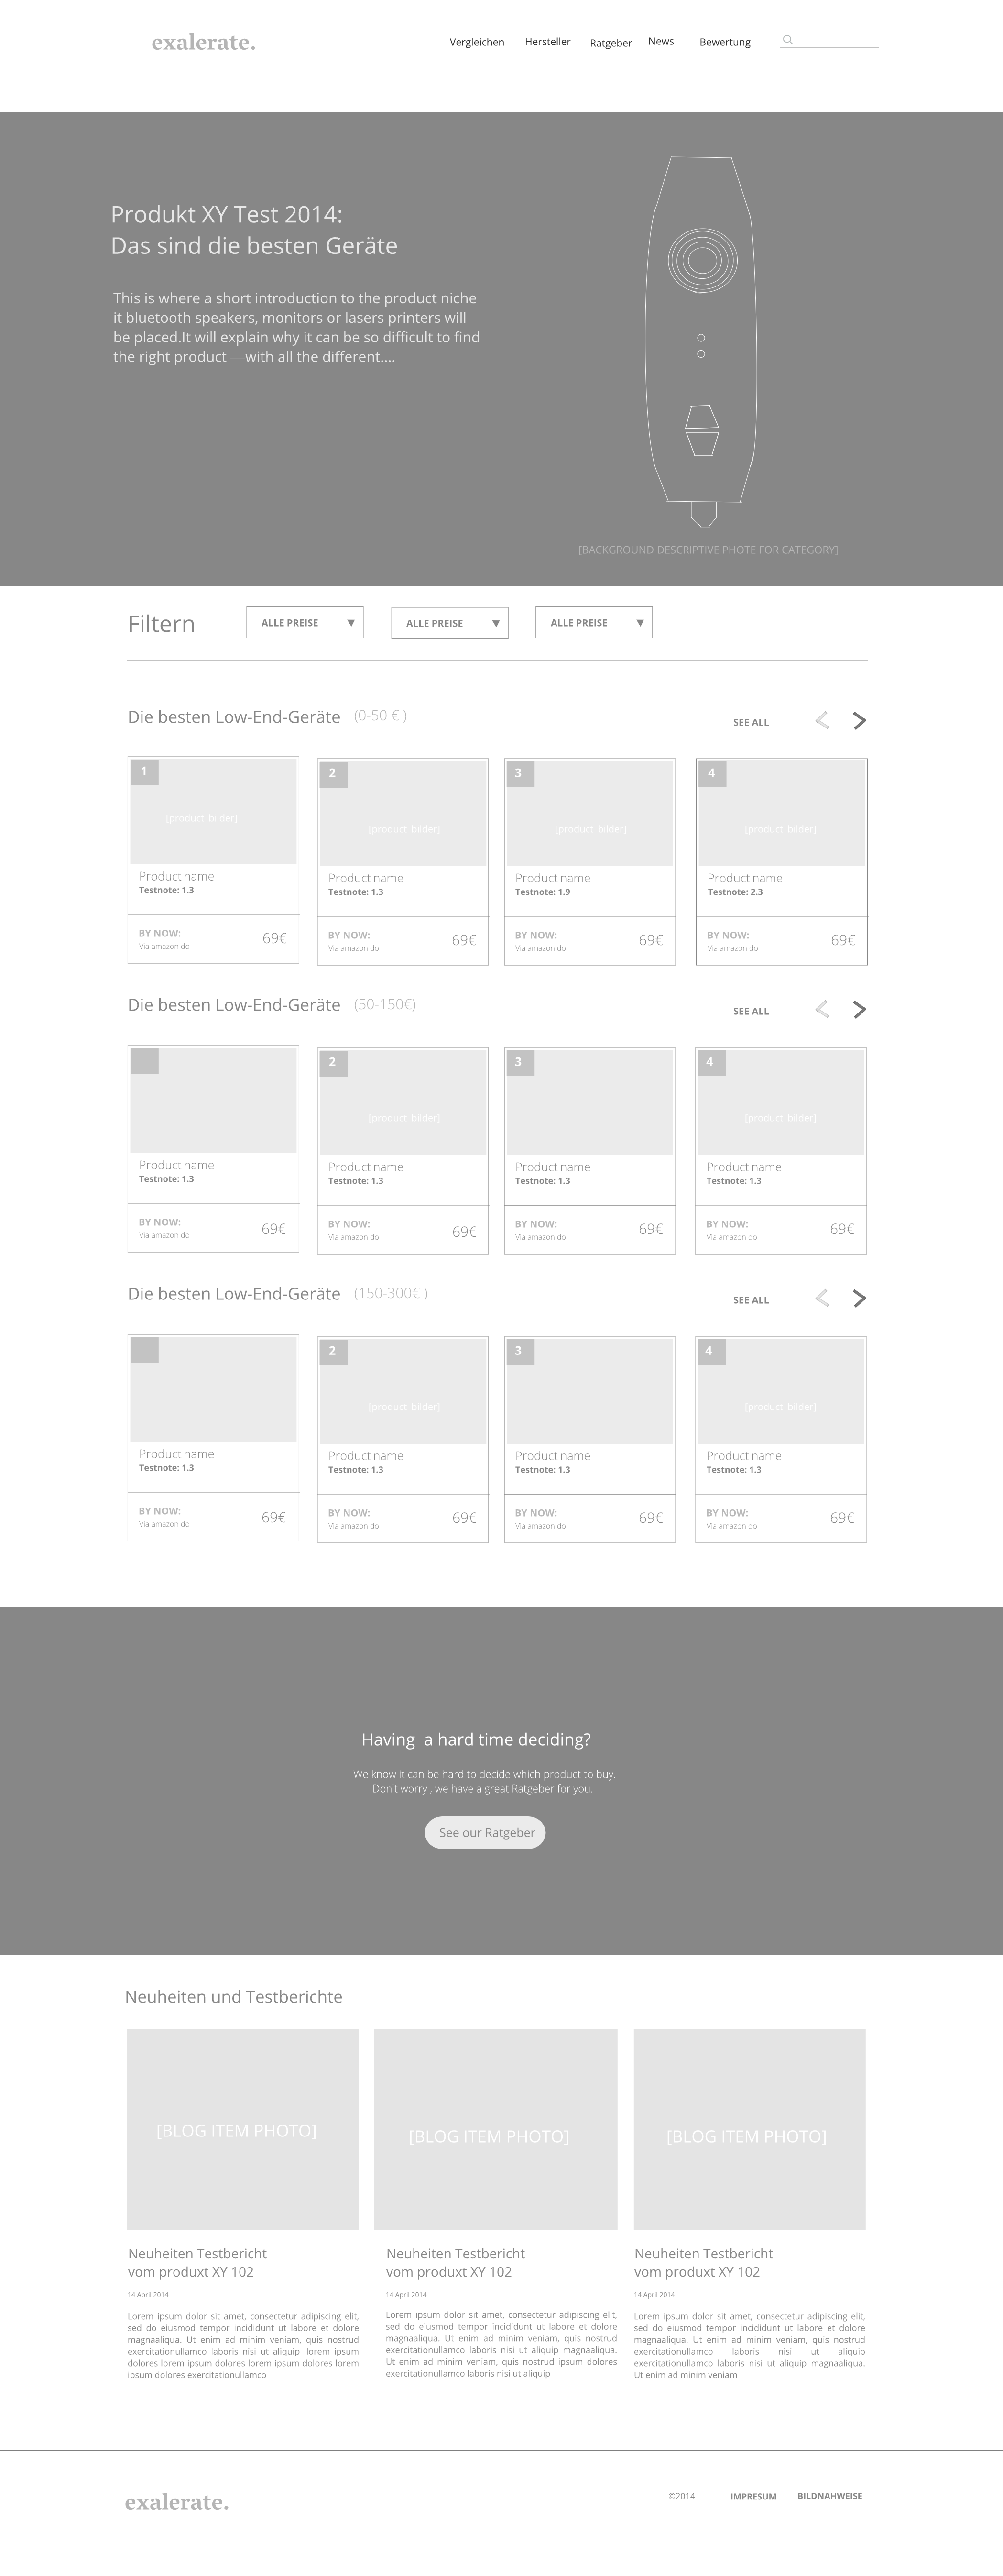 exalerate.
Vergleichen Hersteller Ratgeber News Bewertung
Produkt XY Test 2014:
Das sind die besten Geräte
This is where a short introduction to the product niche
it bluetooth speakers, monitors or lasers printers will
be placed.It will explain why it can be so difficult to find
the right product —with all the different....
[BACKGROUND DESCRIPTIVE PHOTE FOR CATEGORY]
Filtern ALLE PREISE ▼ ALLE PREISE ▼ ALLE PREISE ▼
Die besten Low-End-Geräte (0-50 € ) SEE ALL < >
1 2 3 4
[product bilder] [product bilder] [product bilder] [product bilder]
Product name Product name Product name Product name
Testnote: 1.3 Testnote: 1.3 Testnote: 1.9 Testnote: 2.3
BY NOW: 69€ BY NOW: 69€ BY NOW: 69€ BY NOW: 69€
Via amazon do Via amazon do Via amazon do Via amazon do
Die besten Low-End-Geräte (50-150€) SEE ALL < >
2 3 4
[product bilder] [product bilder]
Product name Product name Product name Product name
Testnote: 1.3 Testnote: 1.3 Testnote: 1.3 Testnote: 1.3
BY NOW: 69€ BY NOW: 69€ BY NOW: 69€ BY NOW: 69€
Via amazon do Via amazon do Via amazon do Via amazon do
Die besten Low-End-Geräte (150-300€ ) SEE ALL < >
2 3 4
[product bilder] [product bilder]
Product name Product name Product name Product name
Testnote: 1.3 Testnote: 1.3 Testnote: 1.3 Testnote: 1.3
BY NOW: 69€ BY NOW: 69€ BY NOW: 69€ BY NOW: 69€
Via amazon do Via amazon do Via amazon do Via amazon do
Having a hard time deciding?
We know it can be hard to decide which product to buy.
Don't worry , we have a great Ratgeber for you.
See our Ratgeber
Neuheiten und Testberichte
[BLOG ITEM PHOTO]
Neuheiten Testbericht
vom produxt XY 102
14 April 2014
Lorem ipsum dolor sit amet, consectetur adipiscing elit,
sed do eiusmod tempor incididunt ut labore et dolore
magnaaliqua. Ut enim ad minim veniam, quis nostrud
exercitationullamco laboris nisi ut aliquip lorem ipsum
dolores lorem ipsum dolores lorem ipsum dolores lorem
ipsum dolores exercitationullamco
[BLOG ITEM PHOTO]
Neuheiten Testbericht
vom produxt XY 102
14 April 2014
Lorem ipsum dolor sit amet, consectetur adipiscing elit,
sed do eiusmod tempor incididunt ut labore et dolore
magnaaliqua. Ut enim ad minim veniam, quis nostrud
exercitationullamco laboris nisi ut aliquip magnaaliqua.
Ut enim ad minim veniam, quis nostrud ipsum dolores
exercitationullamco laboris nisi ut aliquip
[BLOG ITEM PHOTO]
Neuheiten Testbericht
vom produxt XY 102
14 April 2014
Lorem ipsum dolor sit amet, consectetur adipiscing elit,
sed do eiusmod tempor incididunt ut labore et dolore
magnaaliqua. Ut enim ad minim veniam, quis nostrud
exercitationullamco laboris nisi ut aliquip
exercitationullamco laboris nisi ut aliquip magnaaliqua.
Ut enim ad minim veniam
exalerate.
©2014 IMPRESUM BILDNAHWEISE